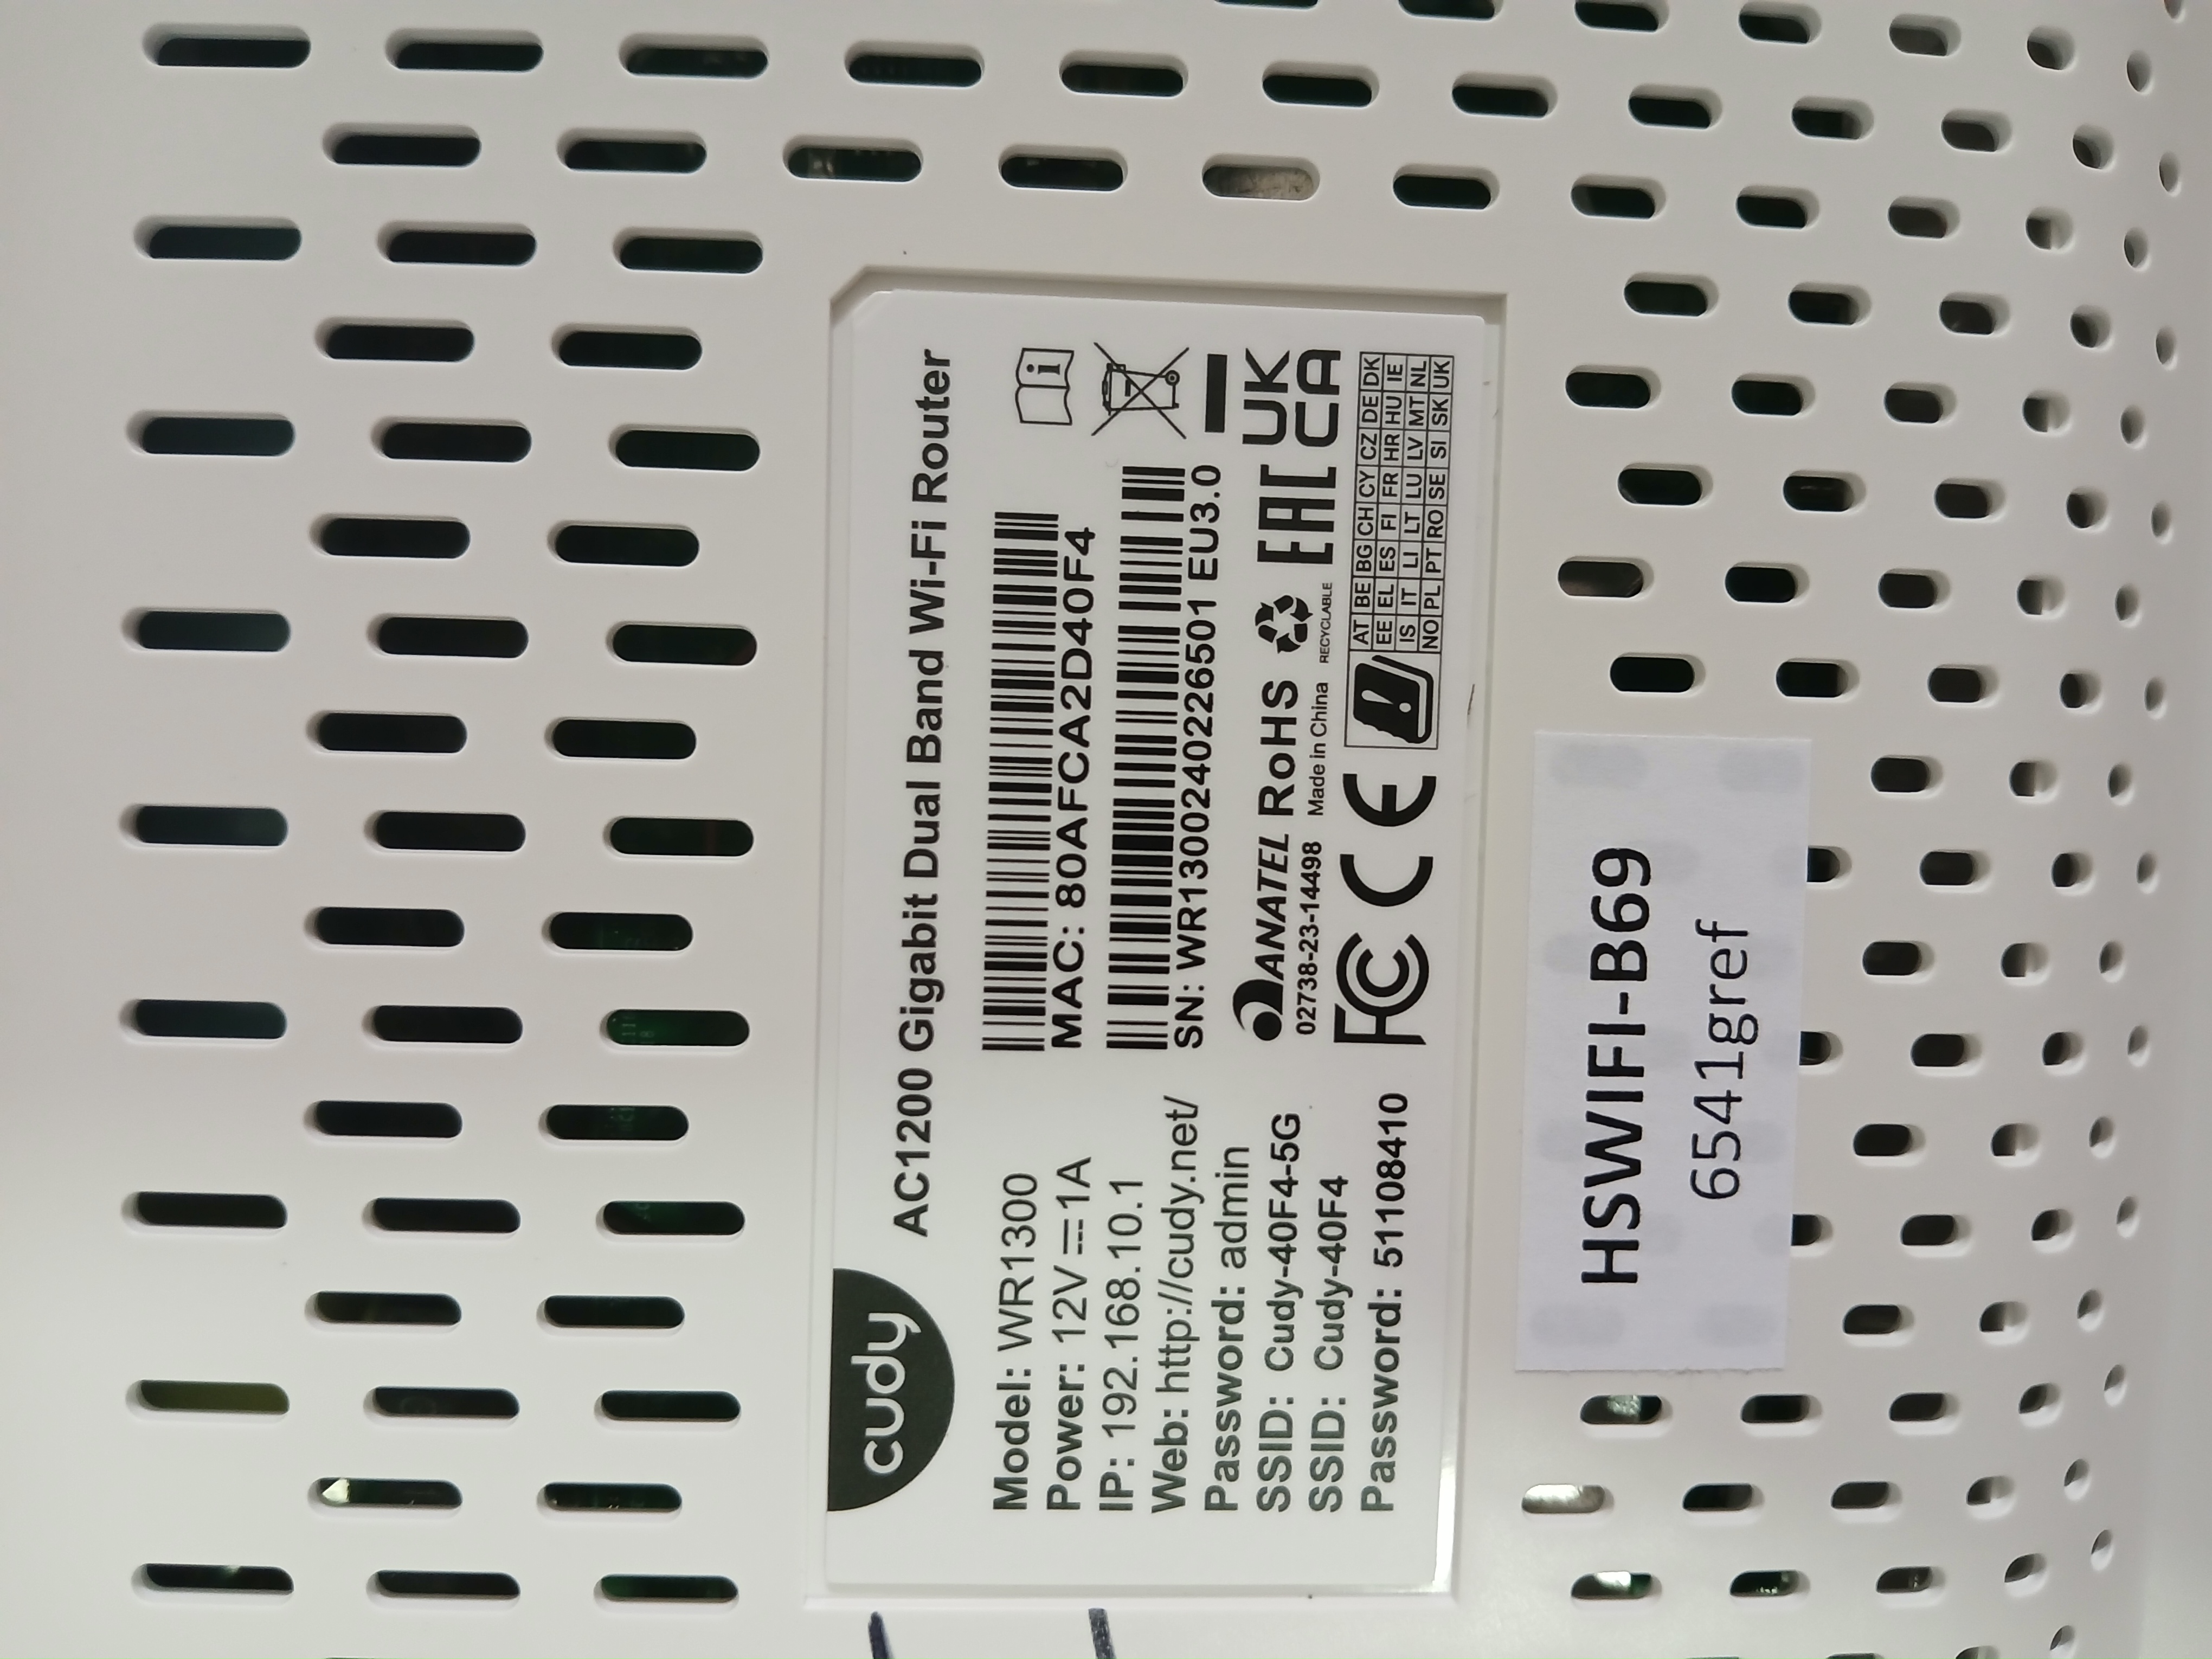 cudy
AC1200 Gigabit Dual Band Wi-Fi Router
Model: WR1300
Power: 12V⎓1A
IP: 192.168.10.1
Web: http://cudy.net/
Password: admin
SSID: Cudy-40F4-5G
SSID: Cudy-40F4
Password: 51108410
MAC: 80AFCA2D40F4
SN: WR1300240226501 EU3.0
ANATEL RoHS RECYCLABLE EAC UK CA
02738-23-14498 Made in China
FC CE
AT BE BG CH CY CZ DE DK
EE EL ES FI FR HR HU IE
IS IT LI LT LU LV MT NL
NO PL PT RO SE SI SK UK
HSWIFI-B69
6541gref